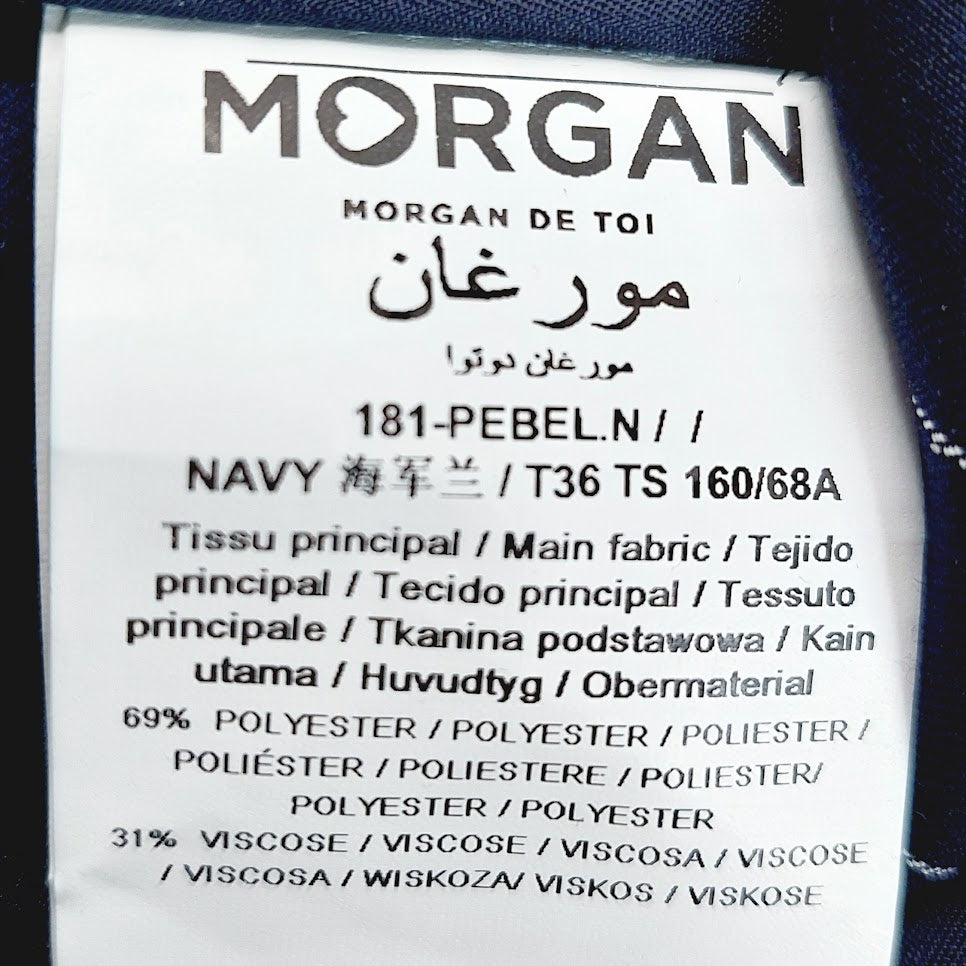 MORGAN
MORGAN DE TOI
مورغان
مورغان دوتوا
181-PEBEL.N / /
NAVY 海军兰 / T36 TS 160/68A
Tissu principal / Main fabric / Tejido
principal / Tecido principal / Tessuto
principale / Tkanina podstawowa / Kain
utama / Huvudtyg / Obermaterial
69% POLYESTER / POLYESTER / POLIESTER /
POLIÉSTER / POLIESTERE / POLIESTER/
POLYESTER / POLYESTER
31% VISCOSE / VISCOSE / VISCOSA / VISCOSE
/ VISCOSA / WISKOZA/ VISKOS / VISKOSE